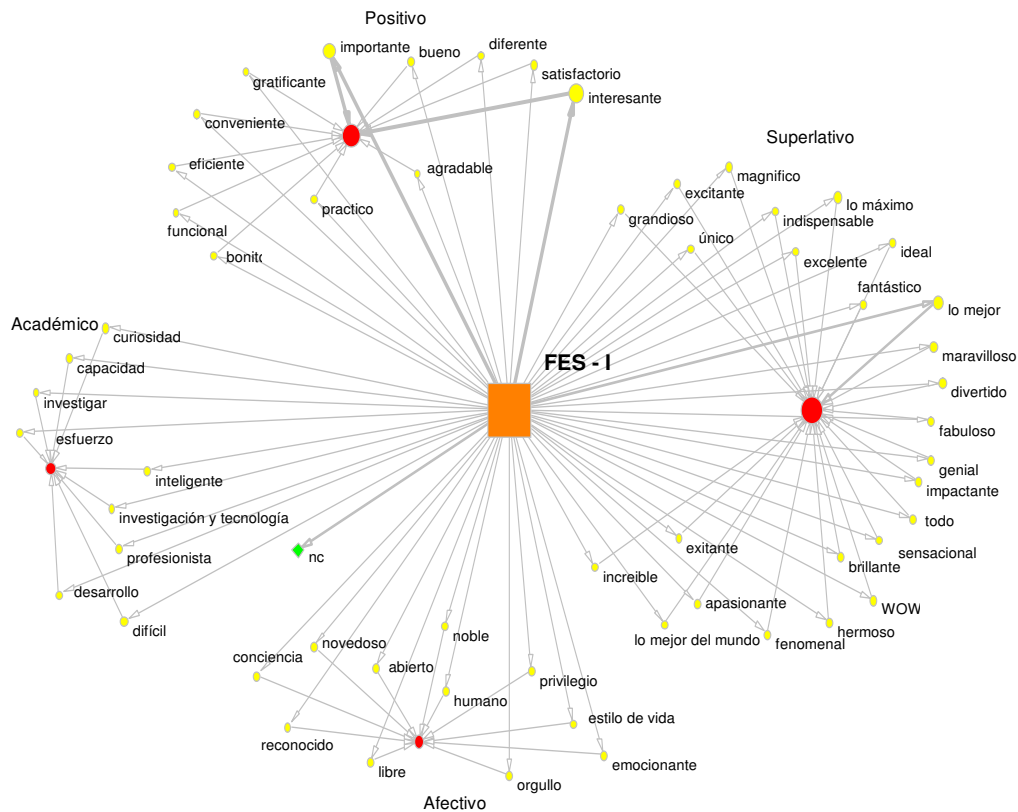 Positivo
importante
bueno
diferente
gratificante
satisfactorio
interesante
conveniente
Superlativo
eficiente
agradable
magnifico
excitante
practico
lo máximo
grandioso
indispensable
funcional
único
ideal
bonito
excelente
fantástico
lo mejor
Académico
curiosidad
maravilloso
capacidad
FES - I
divertido
investigar
fabuloso
esfuerzo
genial
inteligente
impactante
investigación y tecnología
todo
exitante
sensacional
profesionista
nc
brillante
increible
desarrollo
apasionante
WOW
difícil
noble
hermoso
novedoso
lo mejor del mundo
fenomenal
conciencia
abierto
privilegio
humano
estilo de vida
reconocido
emocionante
libre
orgullo
Afectivo